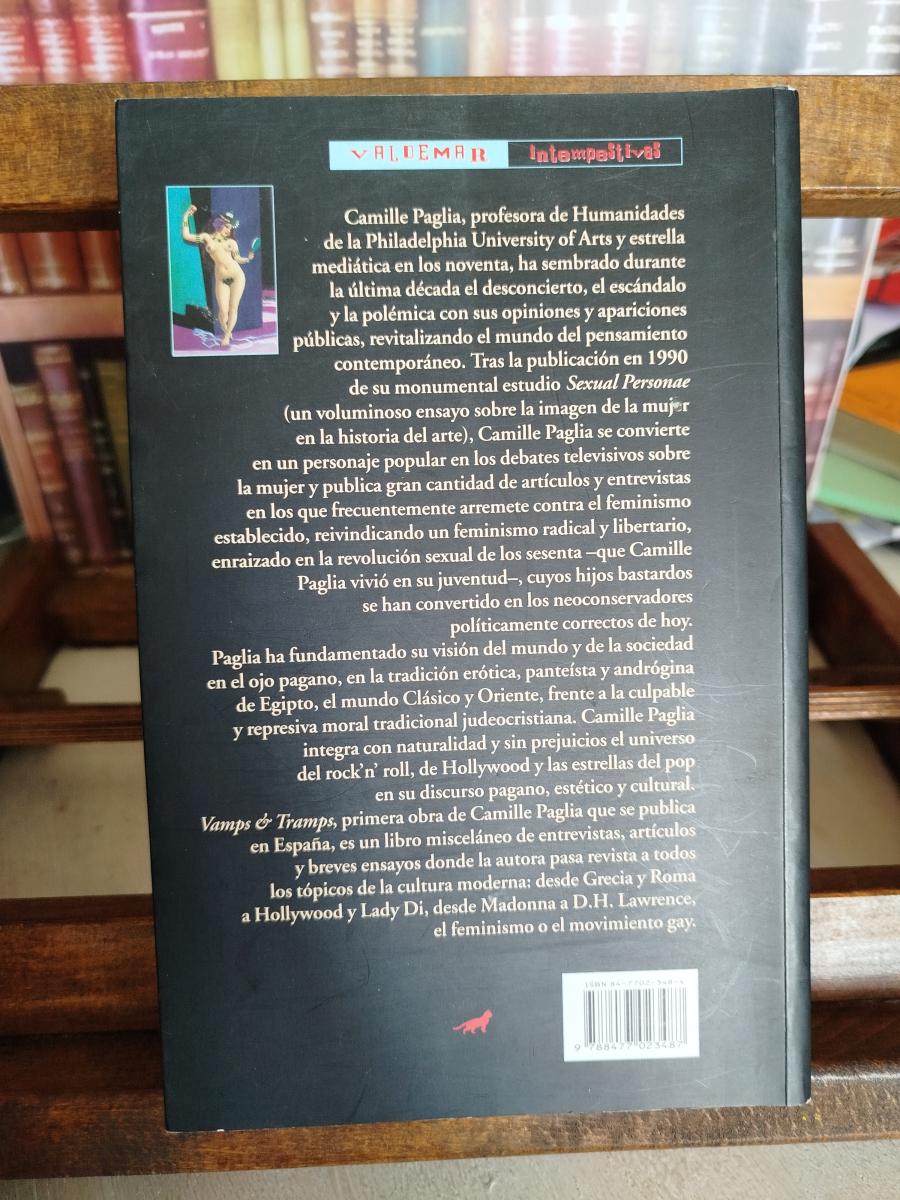 VALDEMAR intempestivas
Camille Paglia, profesora de Humanidades
de la Philadelphia University of Arts y estrella
mediática en los noventa, ha sembrado durante
la última década el desconcierto, el escándalo
y la polémica con sus opiniones y apariciones
públicas, revitalizando el mundo del pensamiento
contemporáneo. Tras la publicación en 1990
de su monumental estudio Sexual Personae
(un voluminoso ensayo sobre la imagen de la mujer
en la historia del arte), Camille Paglia se convierte
en un personaje popular en los debates televisivos sobre
la mujer y publica gran cantidad de artículos y entrevistas
en los que frecuentemente arremete contra el feminismo
establecido, reivindicando un feminismo radical y libertario,
enraizado en la revolución sexual de los sesenta –que Camille
Paglia vivió en su juventud–, cuyos hijos bastardos
se han convertido en los neoconservadores
políticamente correctos de hoy.
Paglia ha fundamentado su visión del mundo y de la sociedad
en el ojo pagano, en la tradición erótica, panteísta y andrógina
de Egipto, el mundo Clásico y Oriente, frente a la culpable
y represiva moral tradicional judeocristiana. Camille Paglia
integra con naturalidad y sin prejuicios el universo
del rock'n' roll, de Hollywood y las estrellas del pop
en su discurso pagano, estético y cultural.
Vamps & Tramps, primera obra de Camille Paglia que se publica
en España, es un libro misceláneo de entrevistas, artículos
y breves ensayos donde la autora pasa revista a todos
los tópicos de la cultura moderna: desde Grecia y Roma
a Hollywood y Lady Di, desde Madonna a D.H. Lawrence,
el feminismo o el movimiento gay.
ISBN 84-7702-348-4
9 788477 023487